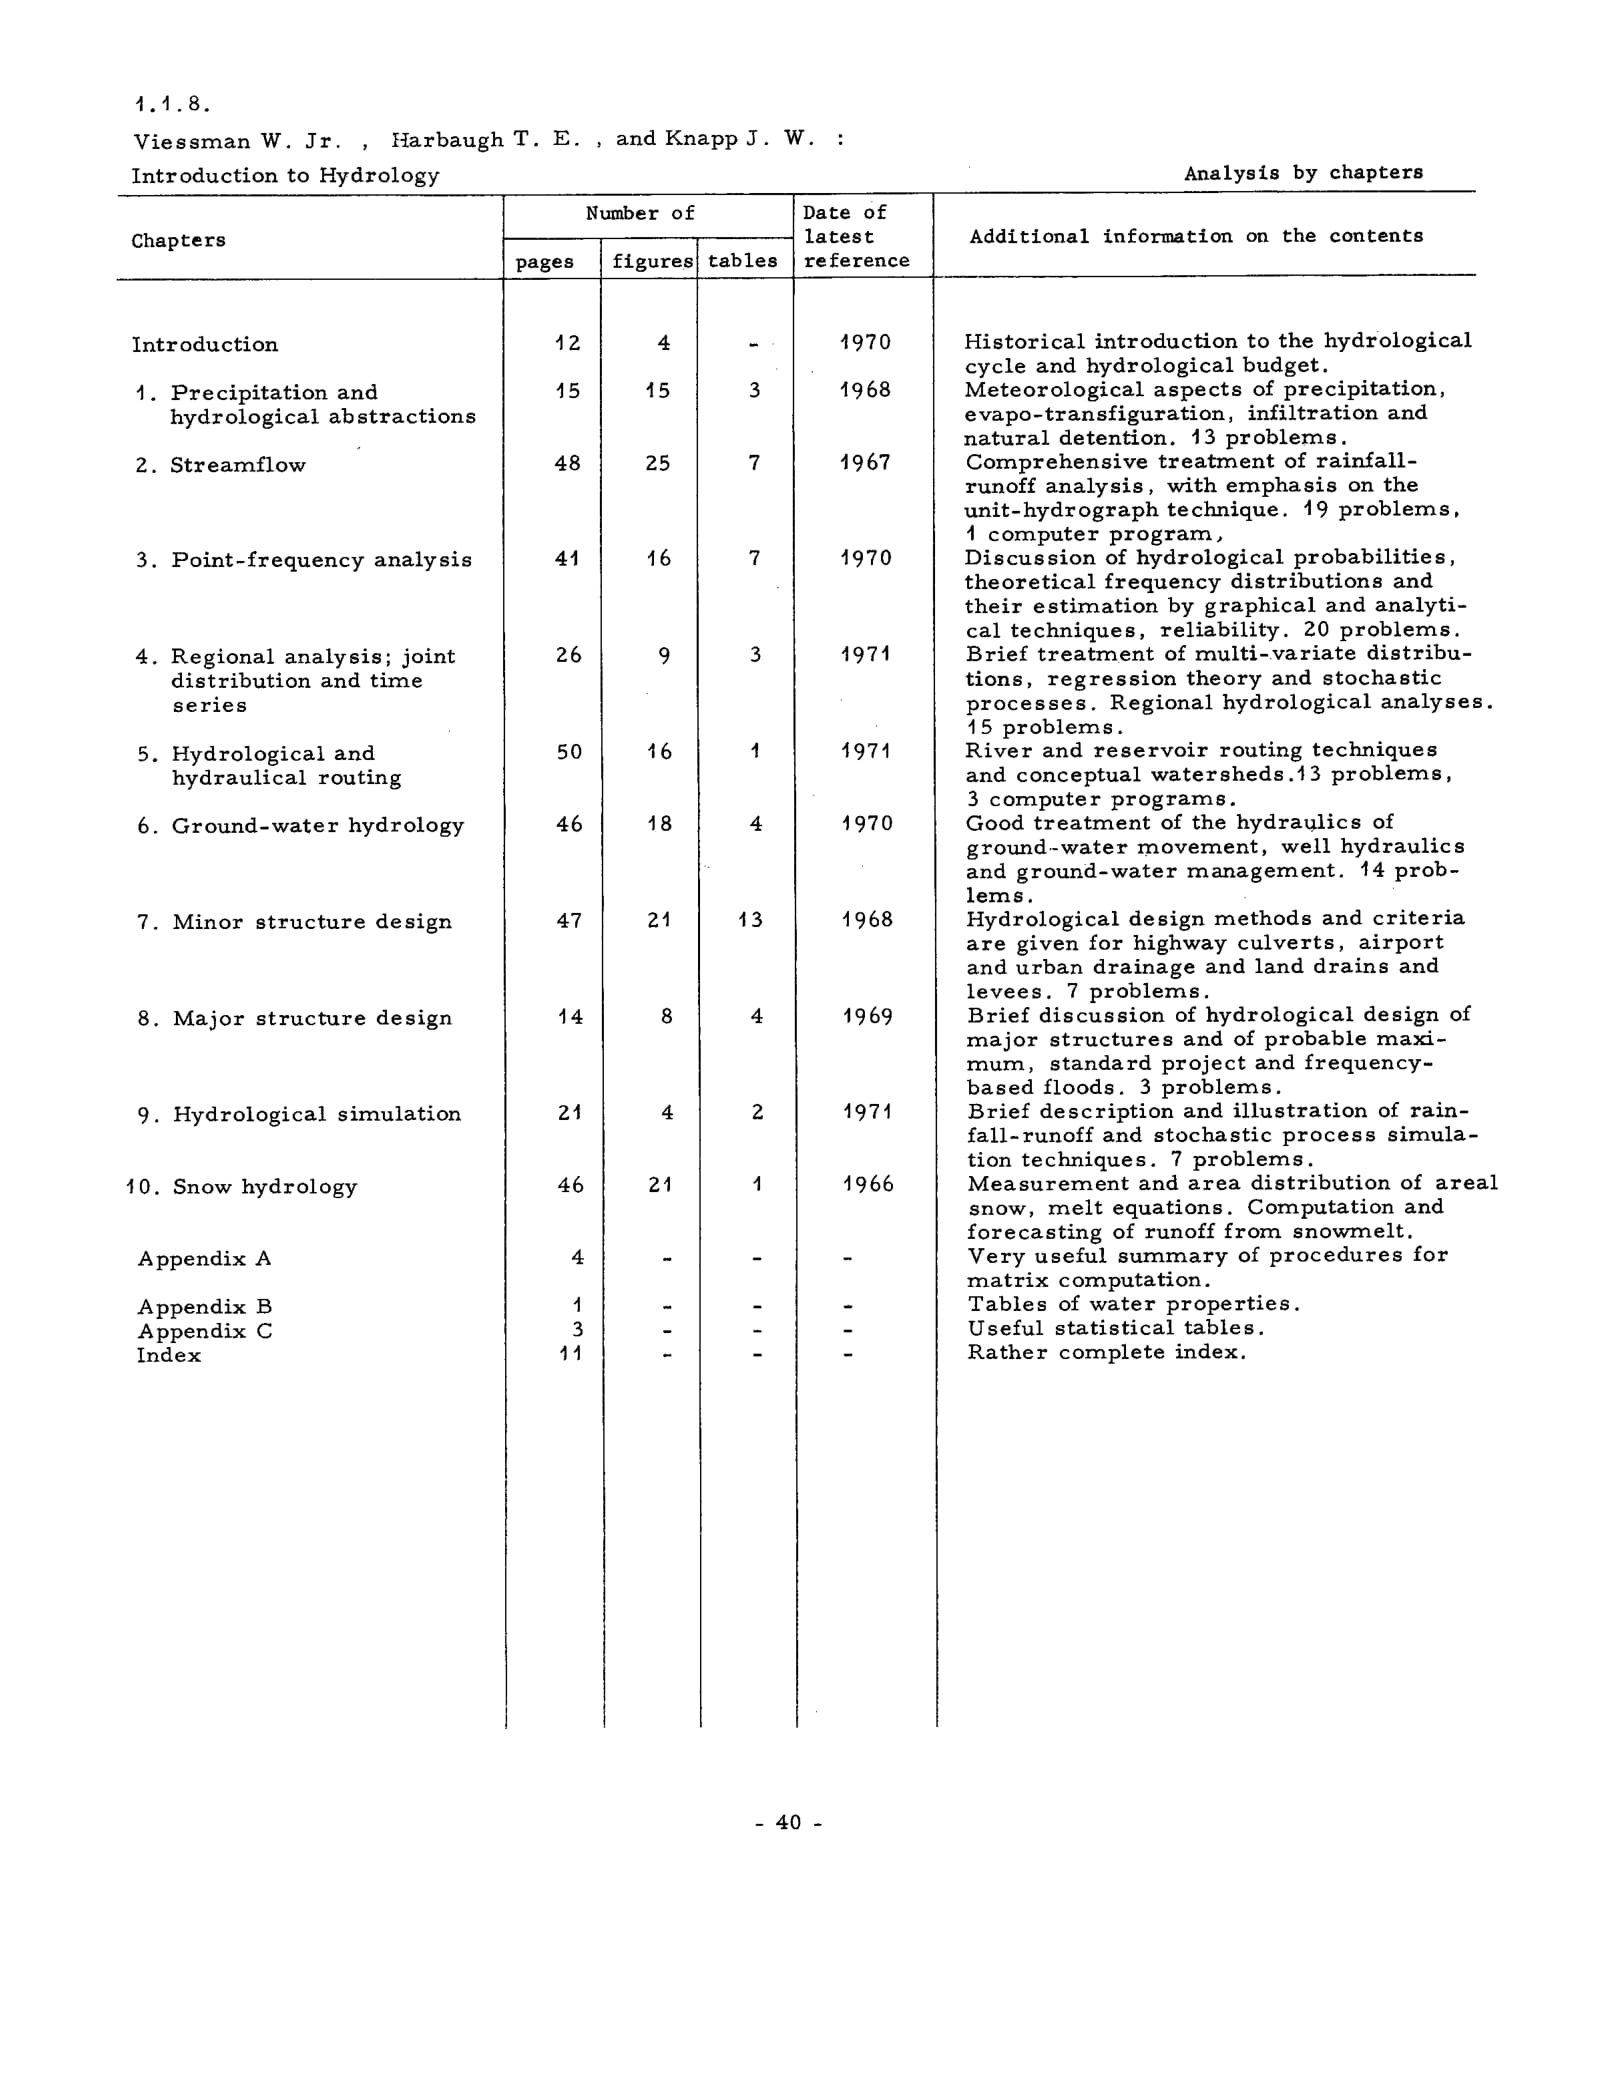 1.1.8.
Viessman W. Jr. , Harbaugh T. E. , and Knapp J. W. :
Introduction to Hydrology
Analysis by chapters
Chapters
Number of
pages figures tables
Date of
latest
reference
Additional information on the contents
Introduction 12 4 - 1970 Historical introduction to the hydrological
cycle and hydrological budget.
1. Precipitation and 15 15 3 1968 Meteorological aspects of precipitation,
hydrological abstractions evapo-transfiguration, infiltration and
natural detention. 13 problems.
2. Streamflow 48 25 7 1967 Comprehensive treatment of rainfall-
runoff analysis, with emphasis on the
unit-hydrograph technique. 19 problems,
1 computer program,
3. Point-frequency analysis 41 16 7 1970 Discussion of hydrological probabilities,
theoretical frequency distributions and
their estimation by graphical and analyti-
cal techniques, reliability. 20 problems.
4. Regional analysis; joint 26 9 3 1971 Brief treatment of multi-variate distribu-
distribution and time tions, regression theory and stochastic
series processes. Regional hydrological analyses.
15 problems.
5. Hydrological and 50 16 1 1971 River and reservoir routing techniques
hydraulical routing and conceptual watersheds.13 problems,
3 computer programs.
6. Ground-water hydrology 46 18 4 1970 Good treatment of the hydraulics of
ground-water movement, well hydraulics
and ground-water management. 14 prob-
lems.
7. Minor structure design 47 21 13 1968 Hydrological design methods and criteria
are given for highway culverts, airport
and urban drainage and land drains and
levees. 7 problems.
8. Major structure design 14 8 4 1969 Brief discussion of hydrological design of
major structures and of probable maxi-
mum, standard project and frequency-
based floods. 3 problems.
9. Hydrological simulation 21 4 2 1971 Brief description and illustration of rain-
fall-runoff and stochastic process simula-
tion techniques. 7 problems.
10. Snow hydrology 46 21 1 1966 Measurement and area distribution of areal
snow, melt equations. Computation and
forecasting of runoff from snowmelt.
Appendix A 4 - - - Very useful summary of procedures for
matrix computation.
Appendix B 1 - - - Tables of water properties.
Appendix C 3 - - - Useful statistical tables.
Index 11 - - - Rather complete index.
- 40 -